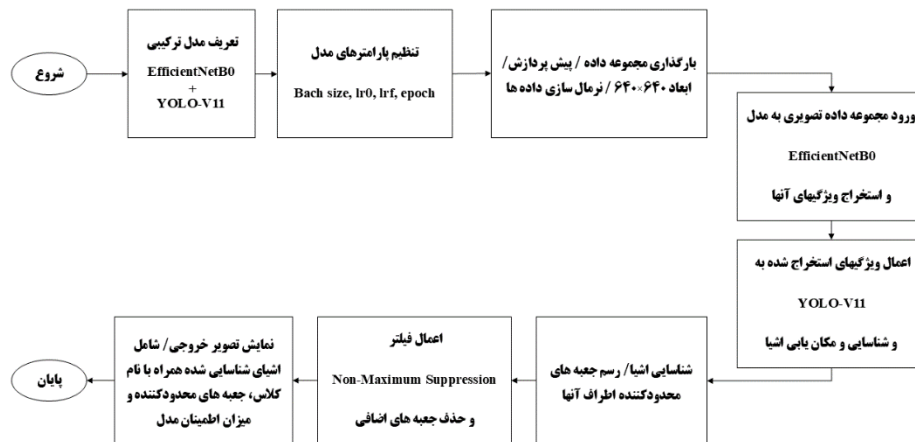 شروع
تعریف مدل ترکیبی
EfficientNetB0
+
YOLO-V11
تنظیم پارامترهای مدل
Bach size, lr0, lrf, epoch
بارگذاری مجموعه داده / پیش پردازش/
ابعاد ۶۴۰×۶۴۰ / نرمال سازی داده ها
ورود مجموعه داده تصویری به مدل
EfficientNetB0
و استخراج ویژگیهای آنها
اعمال ویژگیهای استخراج شده به
YOLO-V11
و شناسایی و مکان یابی اشیا
شناسایی اشیا/ رسم جعبه های
محدودکننده اطراف آنها
اعمال فیلتر
Non-Maximum Suppression
و حذف جعبه های اضافی
نمایش تصویر خروجی/ شامل
اشیای شناسایی شده همراه با نام
کلاس، جعبه های محدودکننده و
میزان اطمینان مدل
پایان